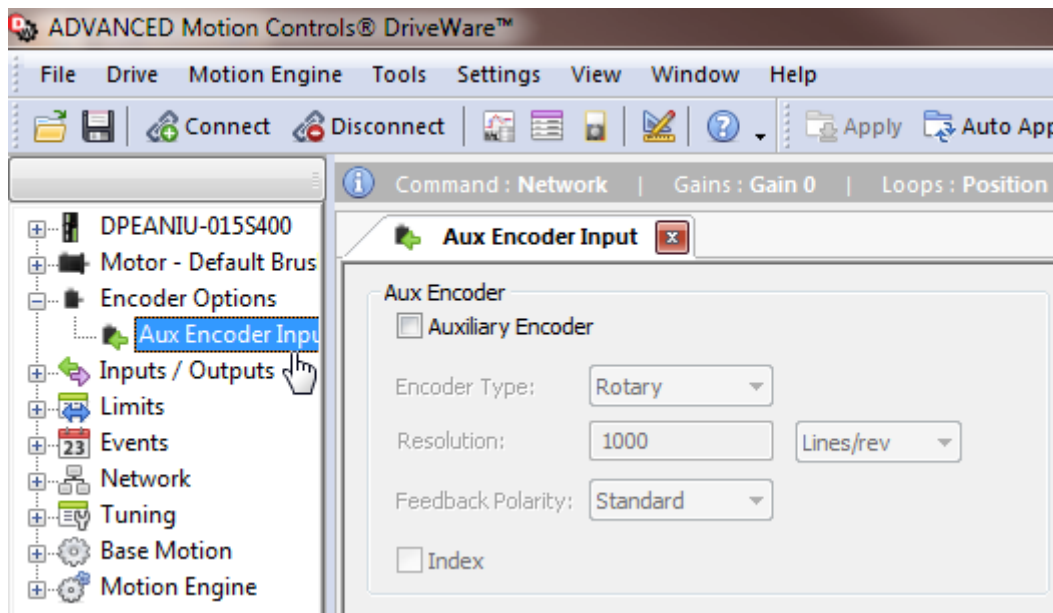 ADVANCED Motion Controls® DriveWare™
File Drive Motion Engine Tools Settings View Window Help
Connect Disconnect Apply Auto App
Command : Network | Gains : Gain 0 | Loops : Position
DPEANIU-015S400
Motor - Default Brus
Encoder Options
Aux Encoder Inpu
Inputs / Outputs
Limits
23 Events
Network
Tuning
Base Motion
Motion Engine
Aux Encoder Input
Aux Encoder
Auxiliary Encoder
Encoder Type: Rotary
Resolution: 1000 Lines/rev
Feedback Polarity: Standard
Index